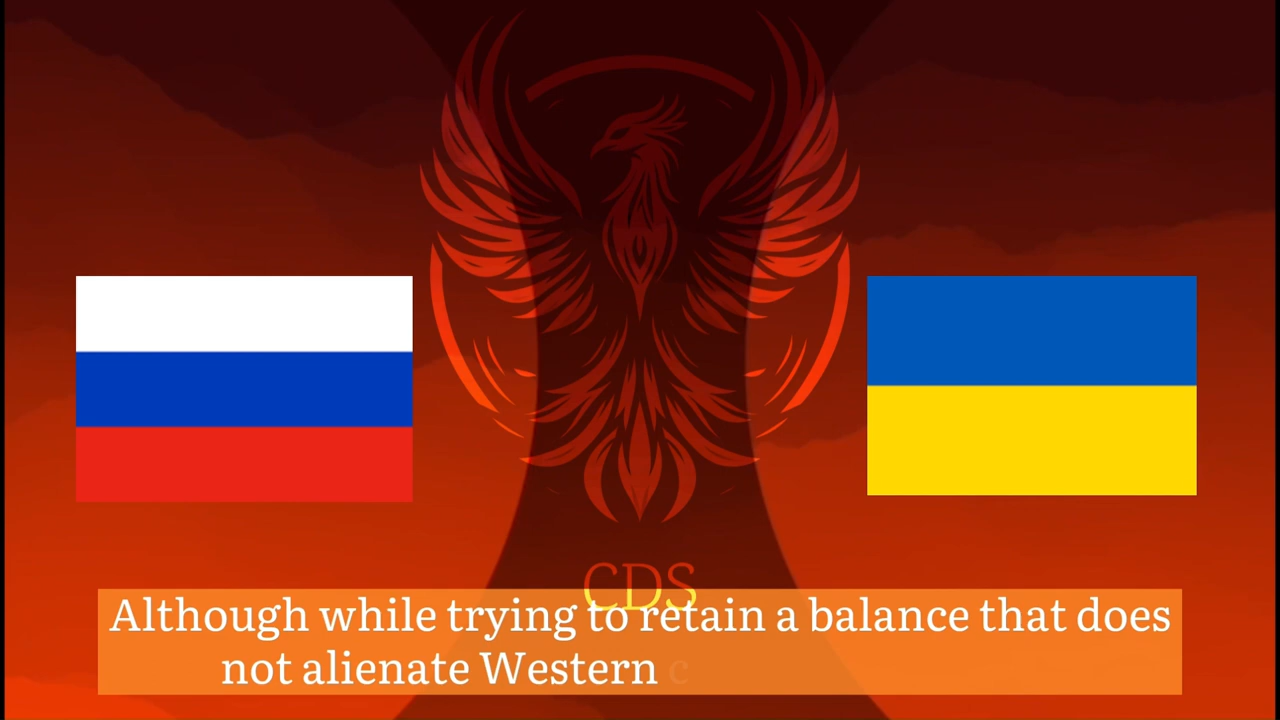 CDS
Although while trying to retain a balance that does
not alienate Western c